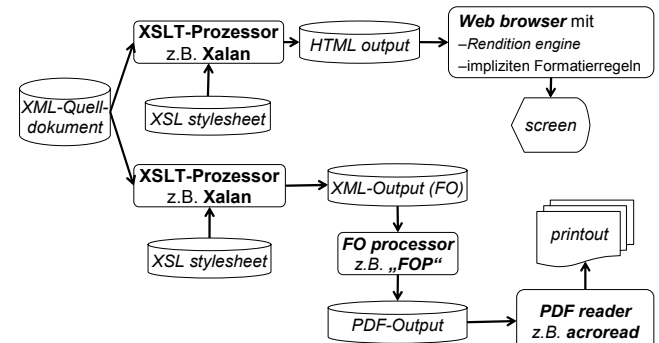 XML-Quell-
dokument
XSLT-Prozessor
z.B. Xalan
XSL stylesheet
HTML output
Web browser mit
–Rendition engine
–impliziten Formatierregeln
screen
XSLT-Prozessor
z.B. Xalan
XSL stylesheet
XML-Output (FO)
FO processor
z.B. „FOP“
PDF-Output
PDF reader
z.B. acroread
printout